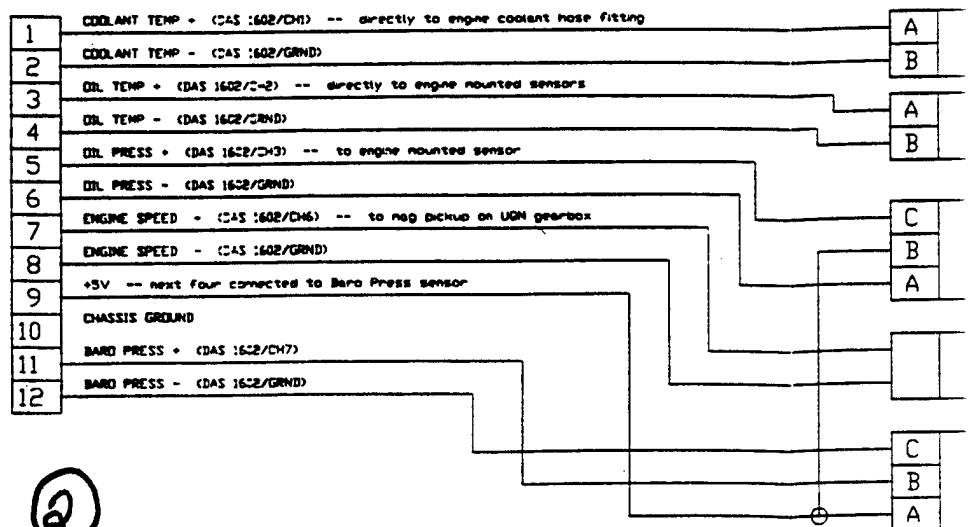 1 COOLANT TEMP + (DAS 1602/CH1) -- directly to engine coolant hose fitting A
2 COOLANT TEMP - (DAS 1602/GRND) B
3 OIL TEMP + (DAS 1602/CH2) -- directly to engine mounted sensors A
4 OIL TEMP - (DAS 1602/GRND) B
5 OIL PRESS + (DAS 1602/CH3) -- to engine mounted sensor
6 OIL PRESS - (DAS 1602/GRND)
7 ENGINE SPEED + (DAS 1602/CH6) -- to mag pickup on UGN gearbox C
8 ENGINE SPEED - (DAS 1602/GRND) B
9 +5V -- next four connected to Baro Press sensor A
10 CHASSIS GROUND
11 BARO PRESS + (DAS 1602/CH7)
12 BARO PRESS - (DAS 1602/GRND)
C
B
A
2